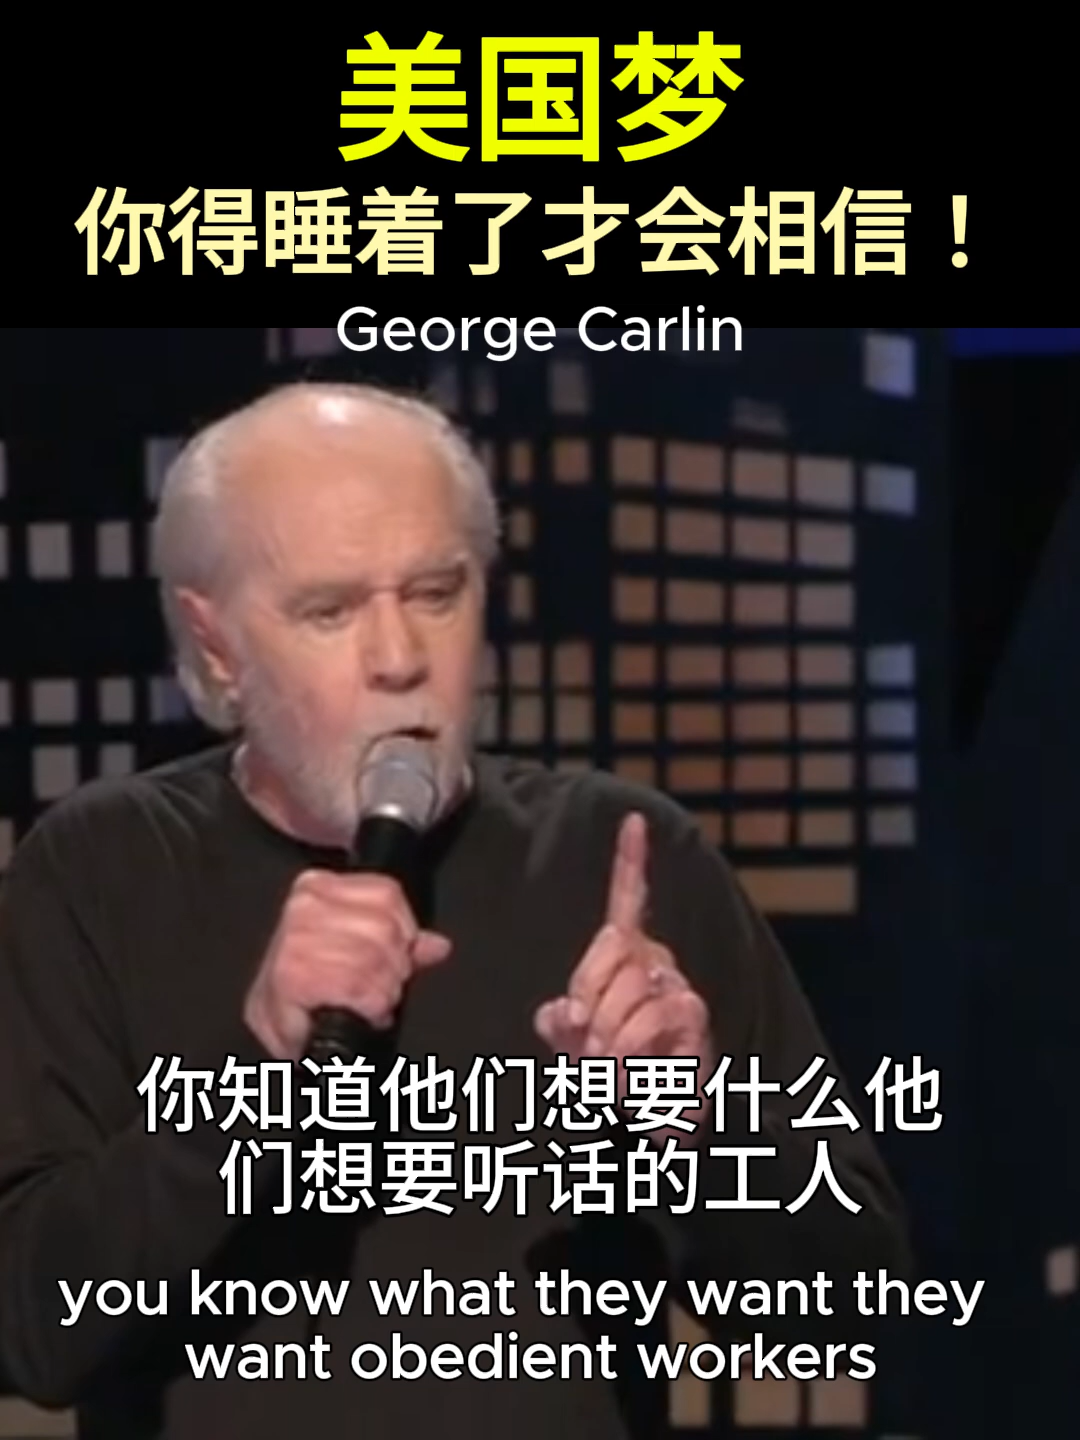 美国梦
你得睡着了才会相信！
George Carlin
你知道他们想要什么他
们想要听话的工人
you know what they want they
want obedient workers